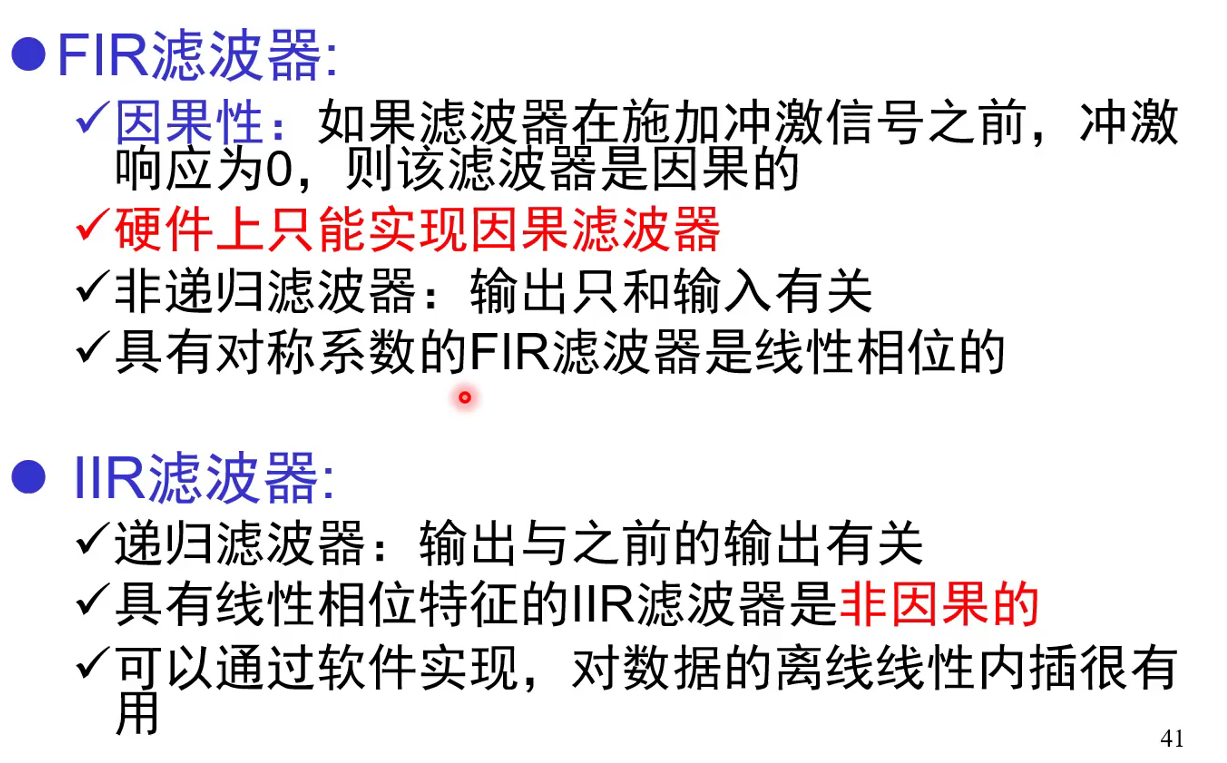 ●FIR滤波器:
✓因果性：如果滤波器在施加冲激信号之前，冲激
响应为0，则该滤波器是因果的
✓硬件上只能实现因果滤波器
✓非递归滤波器：输出只和输入有关
✓具有对称系数的FIR滤波器是线性相位的
● IIR滤波器:
✓递归滤波器：输出与之前的输出有关
✓具有线性相位特征的IIR滤波器是非因果的
✓可以通过软件实现，对数据的离线线性内插很有
用
41